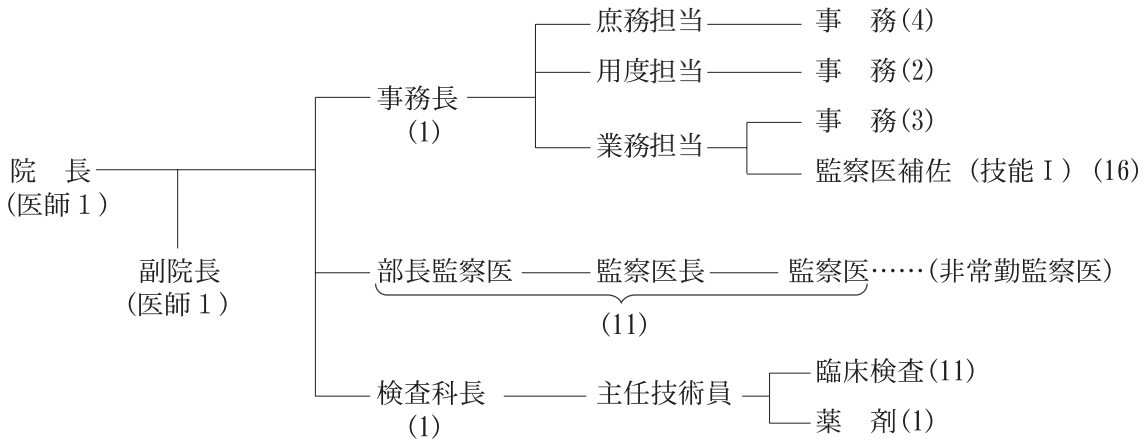 院　長
(医師１)
副院長
(医師１)
事務長
(1)
庶務担当
事　務(4)
用度担当
事　務(2)
業務担当
事　務(3)
監察医補佐（技能Ⅰ）(16)
部長監察医
監察医長
監察医……(非常勤監察医)
(11)
検査科長
(1)
主任技術員
臨床検査(11)
薬　剤(1)